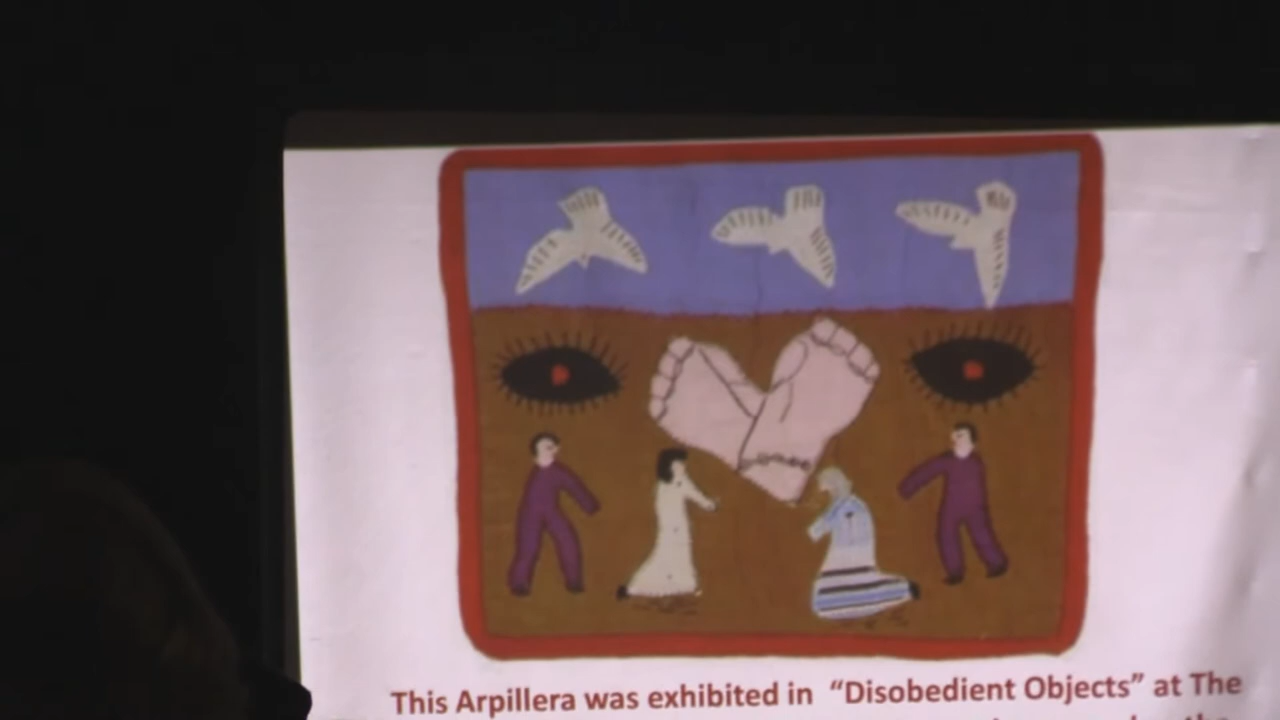 This Arpillera was exhibited in “Disobedient Objects” at The